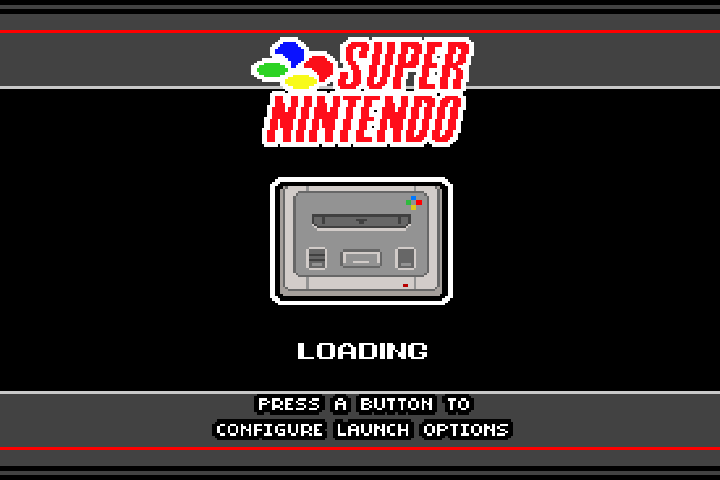 SUPER
NINTENDO
LOADING
PRESS A BUTTON TO
CONFIGURE LAUNCH OPTIONS